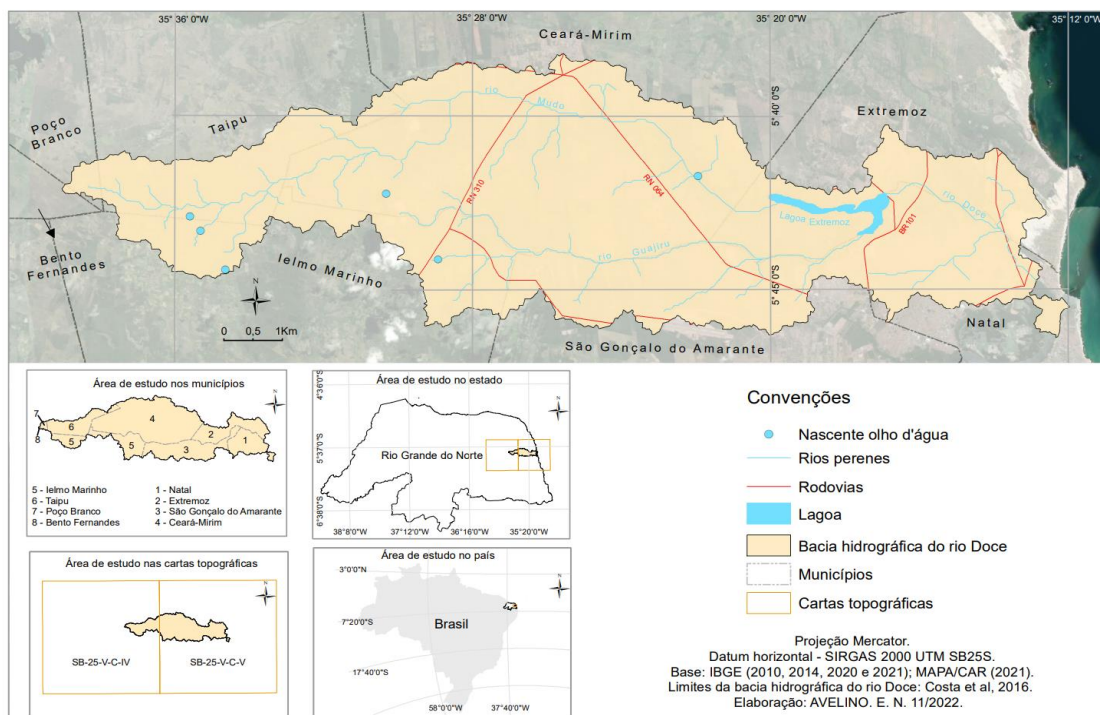 35° 36' 0"W
35° 28' 0"W
35° 20' 0"W
35° 12' 0"W
Ceará-Mirim
5° 40' 0"S
rio Mudo
Extremoz
Poço
Branco
Taipu
RN 310
RN 064
Lagoa Extremoz
BR101
rio Doce
rio Guajiru
Bento
Fernandes
Ielmo Marinho
N
5° 45' 0"S
0 0,5 1Km
Natal
São Gonçalo do Amarante
Área de estudo nos municípios
N
7
6
4
8
5
5
3
2
1
5 - Ielmo Marinho
6 - Taipu
7 - Poço Branco
8 - Bento Fernandes
1 - Natal
2 - Extremoz
3 - São Gonçalo do Amarante
4 - Ceará-Mirim
Área de estudo no estado
N
4°36'0"S
5°37'0"S
6°38'0"S
Rio Grande do Norte
38°8'0"W
37°12'0"W
36°16'0"W
35°20'0"W
Área de estudo nas cartas topográficas
N
SB-25-V-C-IV
SB-25-V-C-V
Área de estudo no país
N
3°0'0"N
7°20'0"S
17°40'0"S
Brasil
58°0'0"W
37°40'0"W
Convenções
Nascente olho d'água
Rios perenes
Rodovias
Lagoa
Bacia hidrográfica do rio Doce
Municípios
Cartas topográficas
Projeção Mercator.
Datum horizontal - SIRGAS 2000 UTM SB25S.
Base: IBGE (2010, 2014, 2020 e 2021); MAPA/CAR (2021).
Limites da bacia hidrográfica do rio Doce: Costa et al, 2016.
Elaboração: AVELINO. E. N. 11/2022.